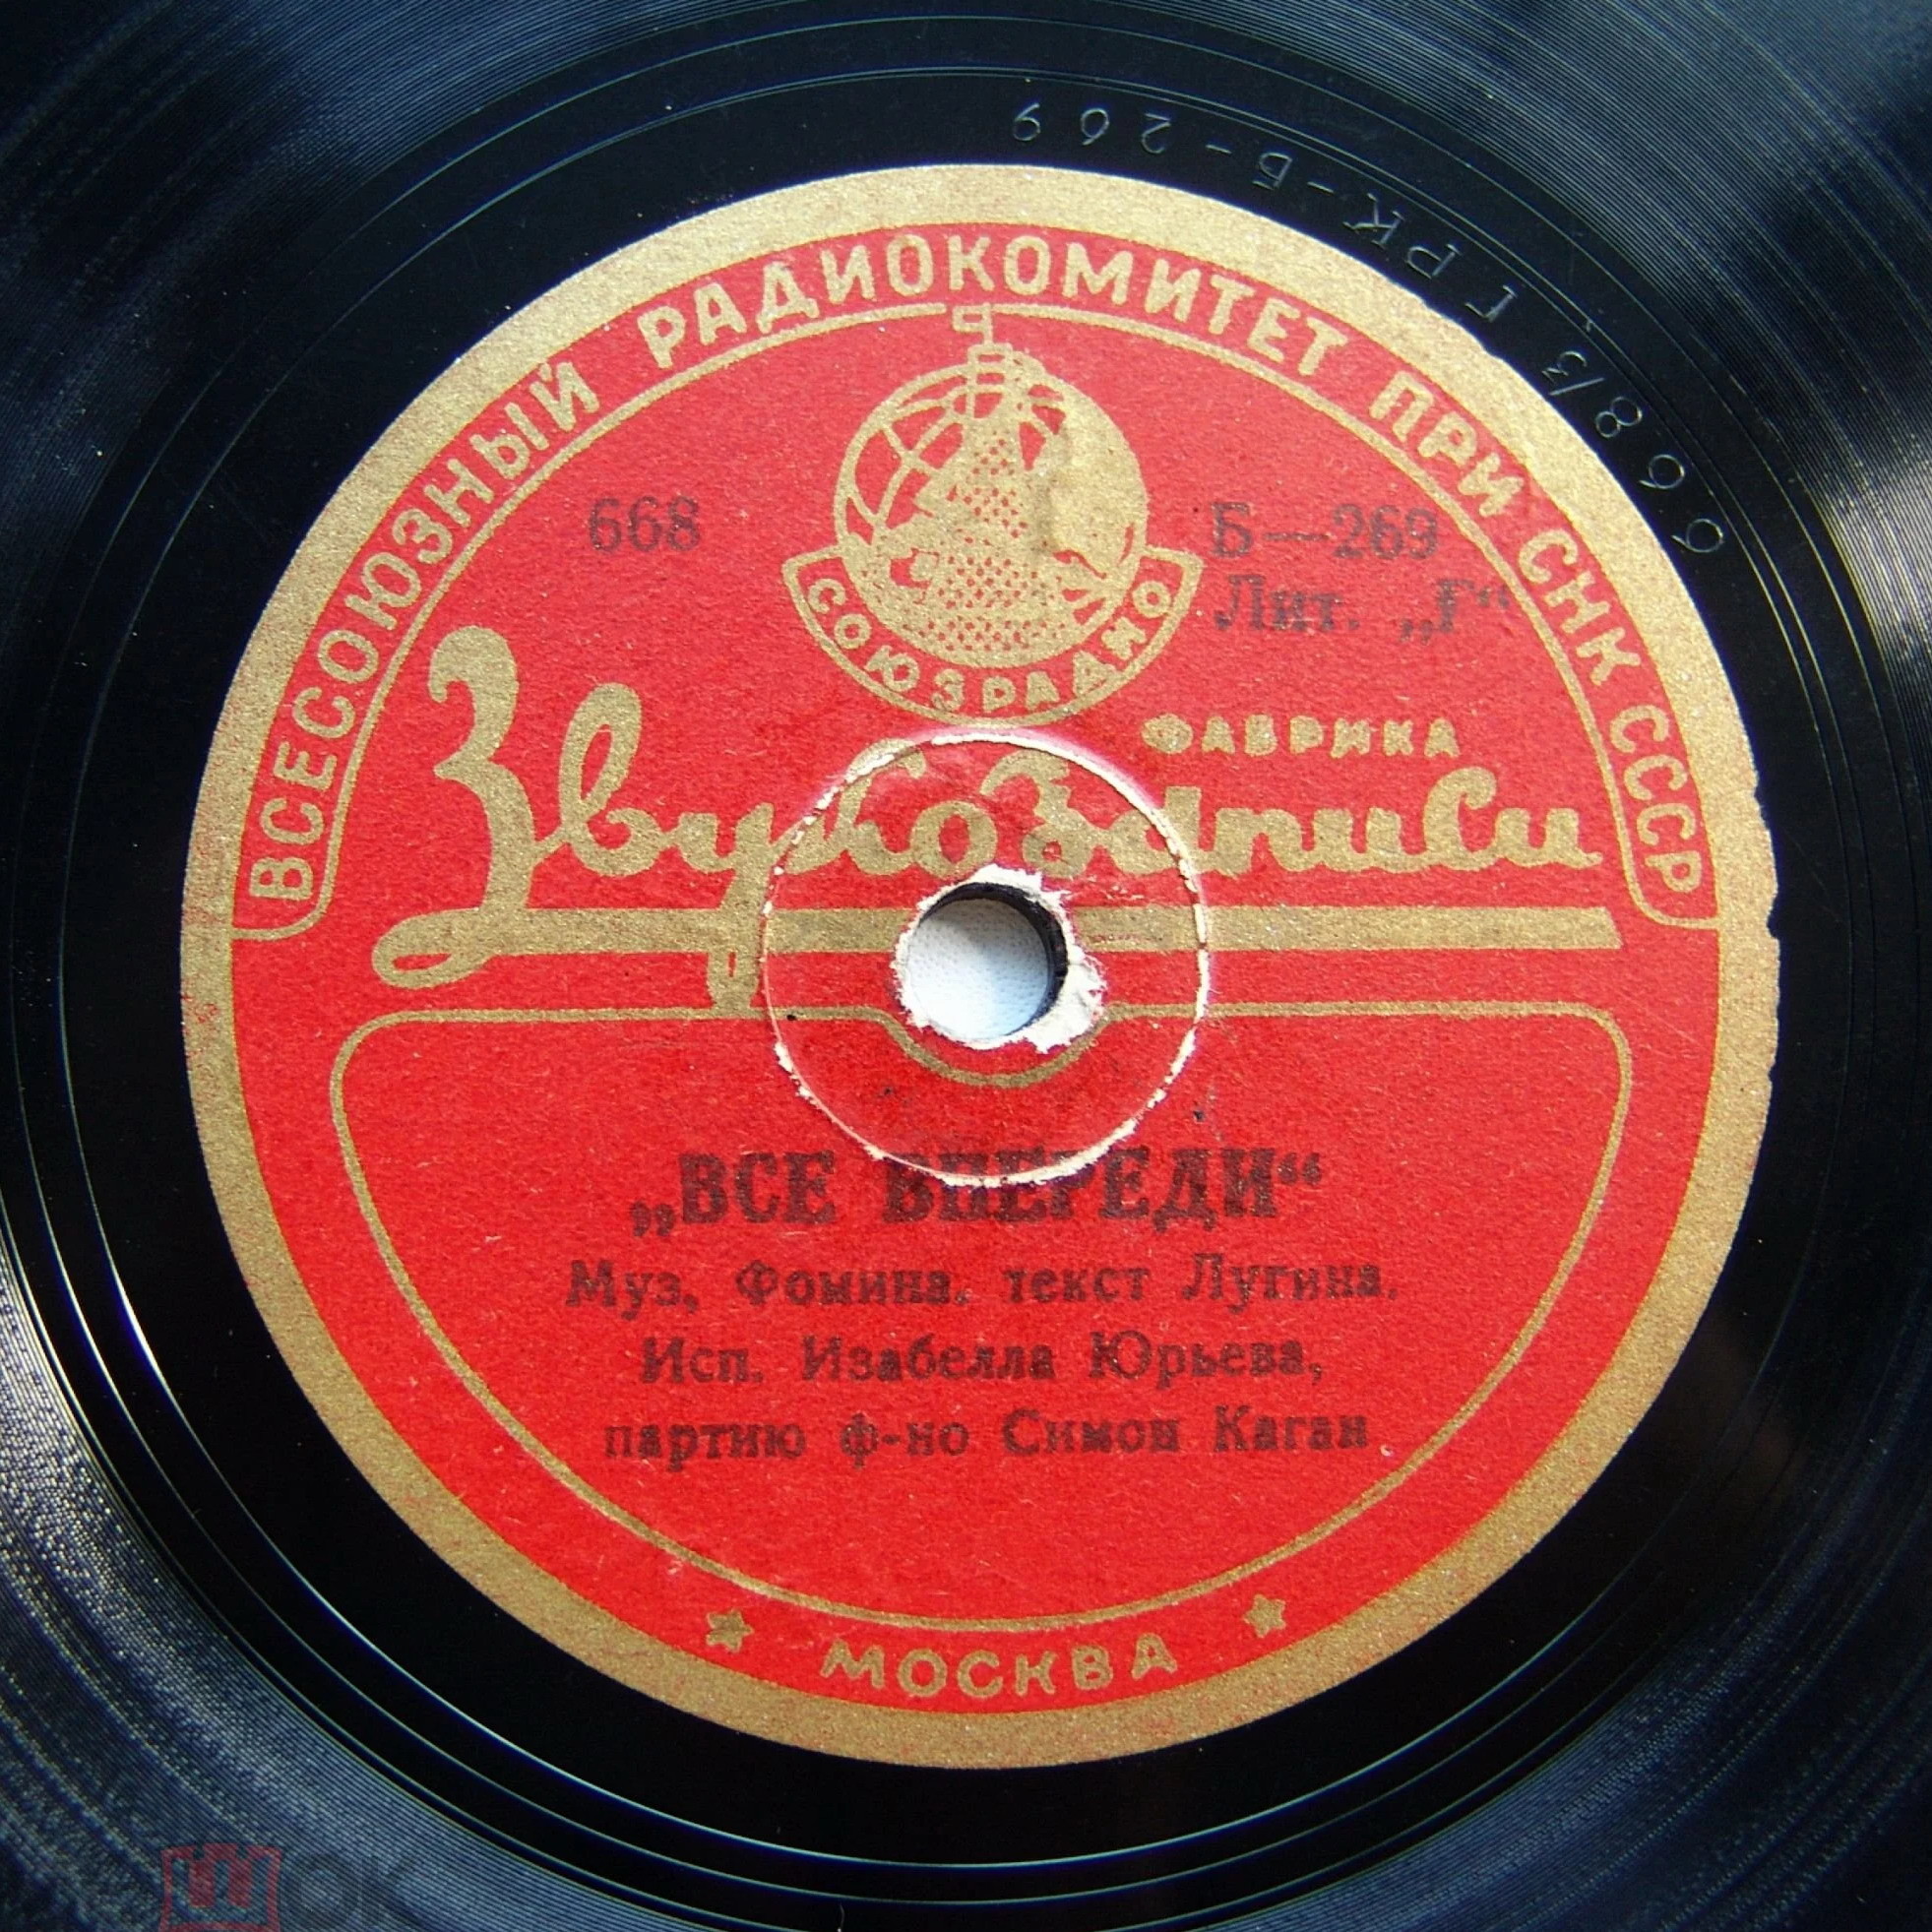 ВСЕСОЮЗНЫЙ РАДИОКОМИТЕТ ПРИ СНК СССР
668/3 ГРК-Б-269
668
Б—269
Лит. „Г“
СОЮЗРАДИО
ФАБРИКА
Звукозаписи
„ВСЕ ВПЕРЕДИ“
Муз. Фомина, текст Лугина.
Исп. Изабелла Юрьева,
партию ф-но Симон Каган
МОСКВА